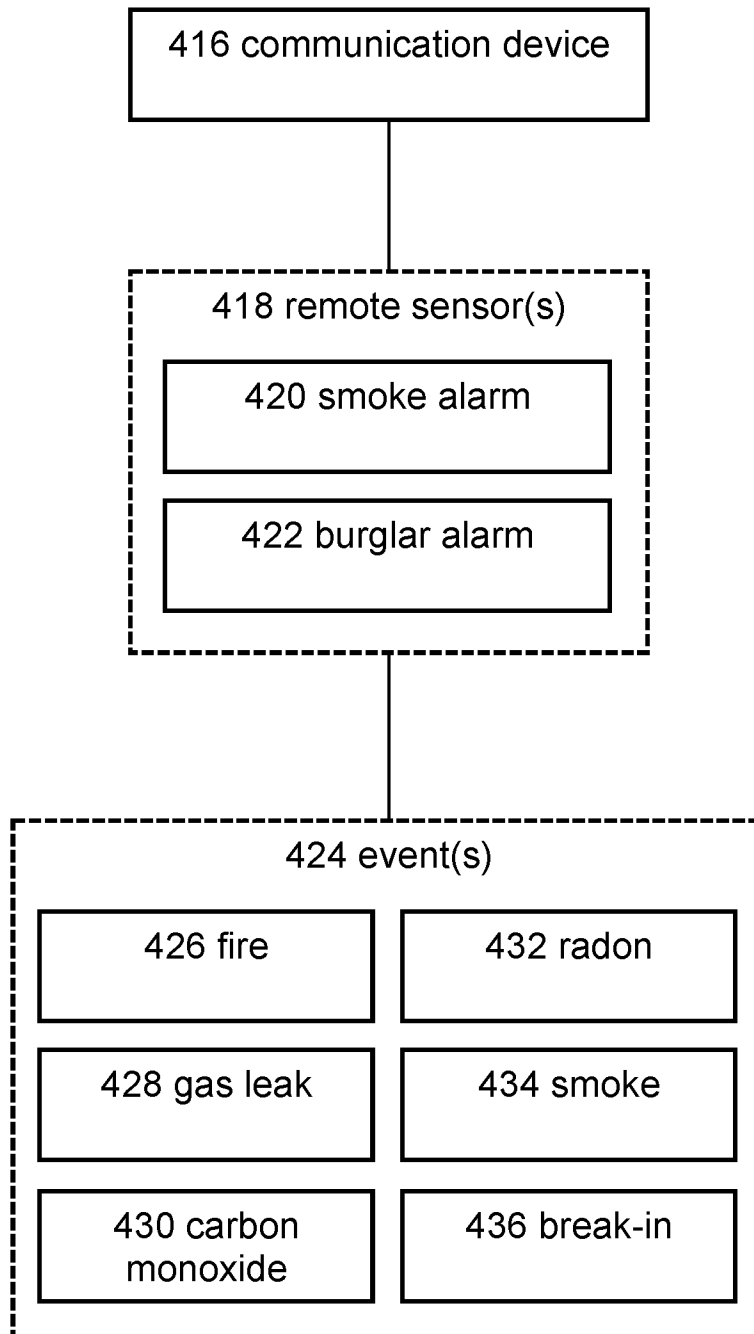 416 communication device
418 remote sensor(s)
420 smoke alarm
422 burglar alarm
424 event(s)
426 fire
432 radon
428 gas leak
434 smoke
430 carbon
monoxide
436 break-in